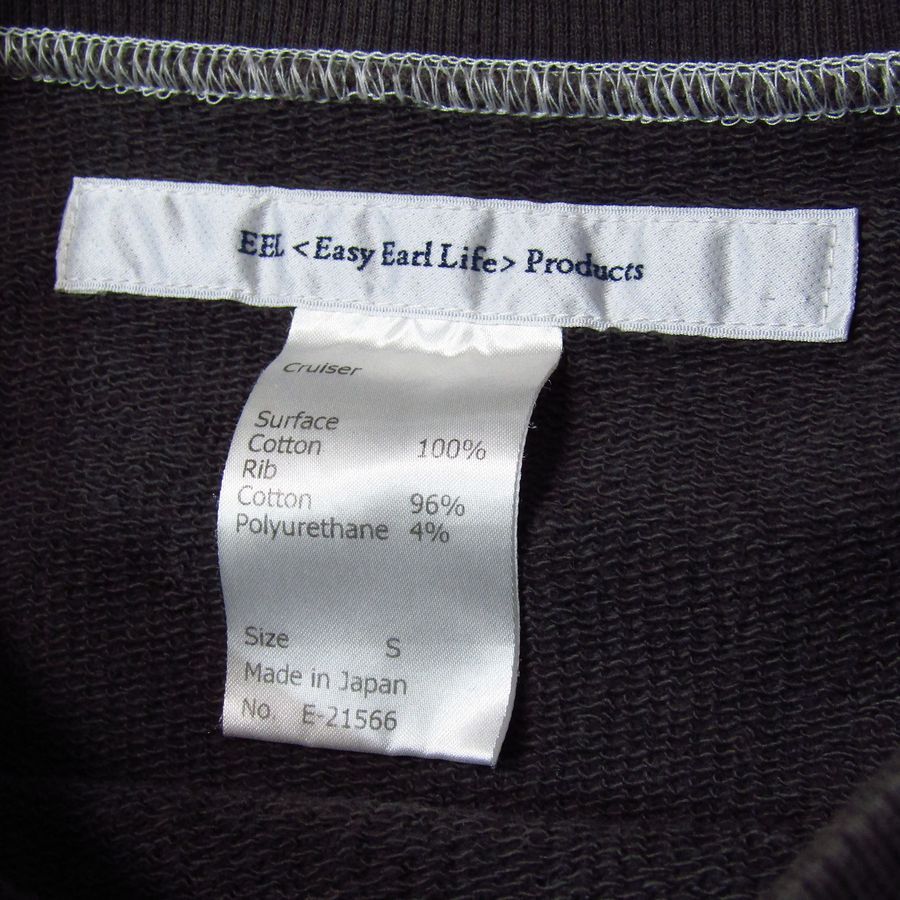 EEL <Easy Earl Life> Products
Cruiser
Surface
Cotton 100%
Rib
Cotton 96%
Polyurethane 4%
Size S
Made in Japan
No. E-21566